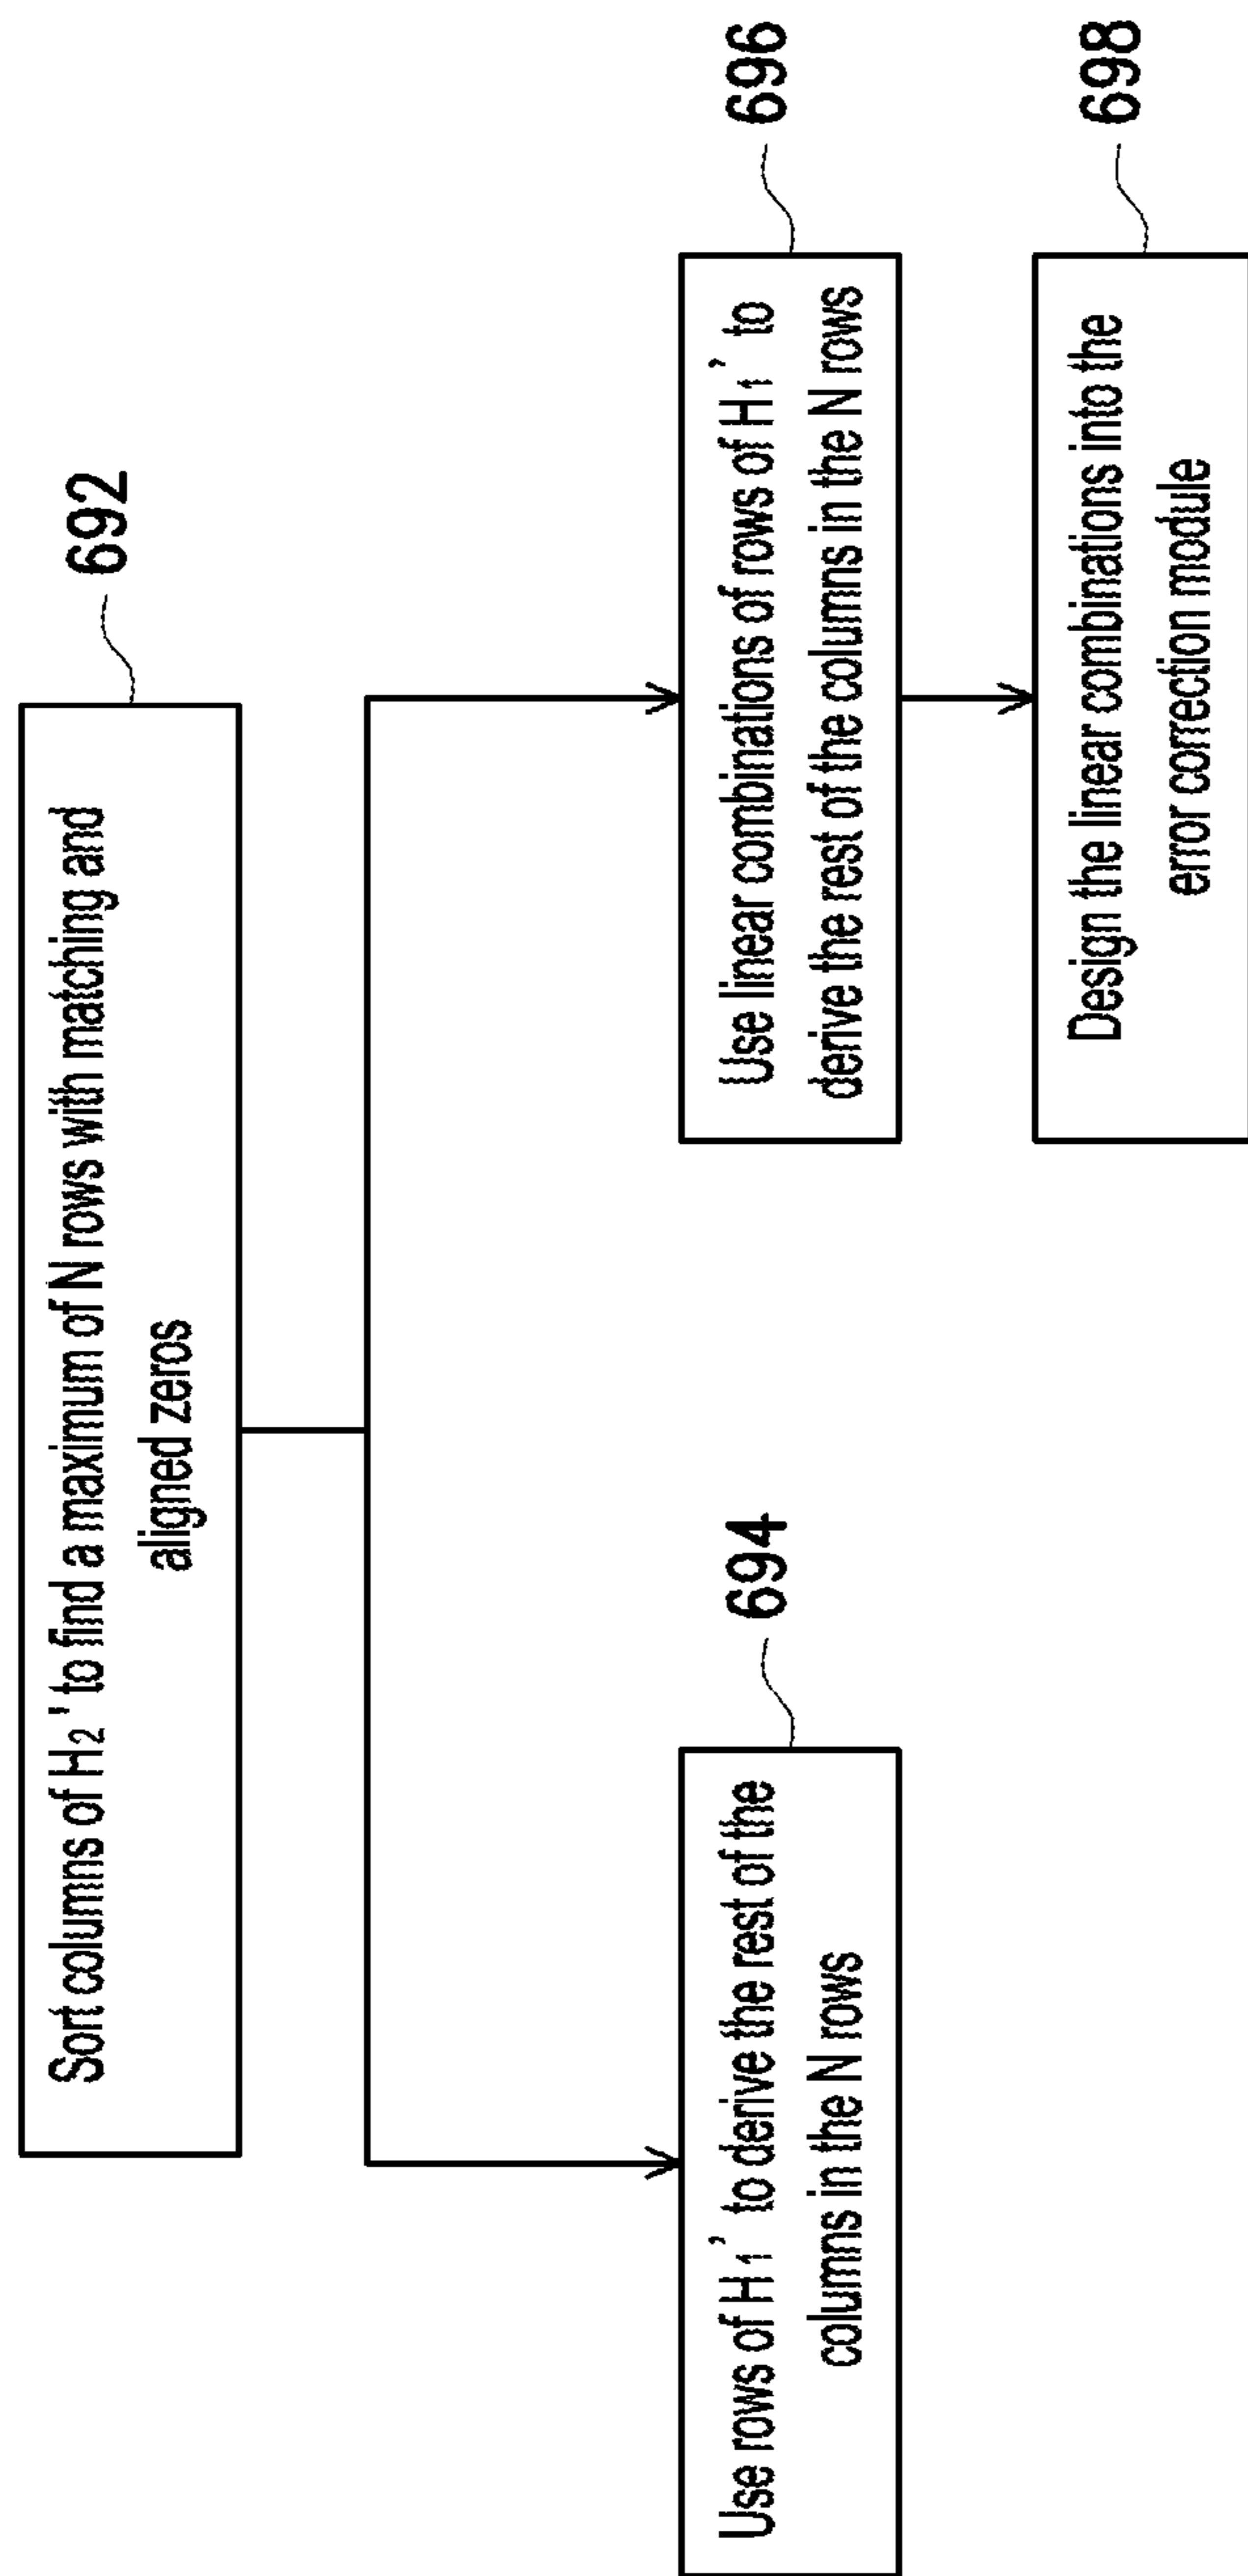 692
Sort columns of H₂' to find a maximum of N rows with matching and
aligned zeros
694
Use rows of H₁' to derive the rest of the
columns in the N rows
696
Use linear combinations of rows of H₁' to
derive the rest of the columns in the N rows
698
Design the linear combinations into the
error correction module